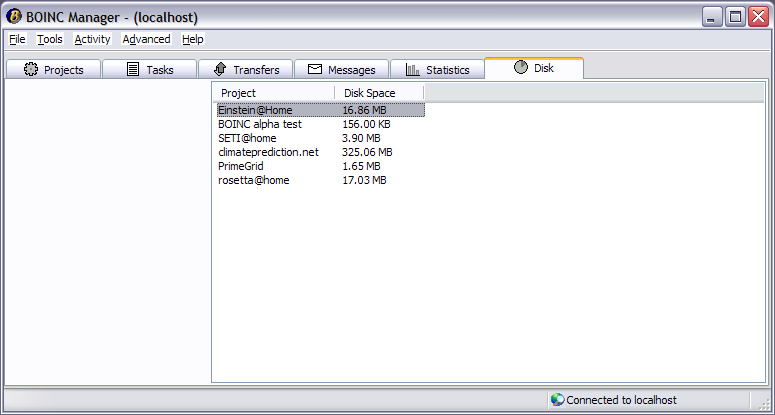 BOINC Manager - (localhost)
File Tools Activity Advanced Help
Projects Tasks Transfers Messages Statistics Disk
Project Disk Space
Einstein@Home 16.86 MB
BOINC alpha test 156.00 KB
SETI@home 3.90 MB
climateprediction.net 325.06 MB
PrimeGrid 1.65 MB
rosetta@home 17.03 MB
Connected to localhost